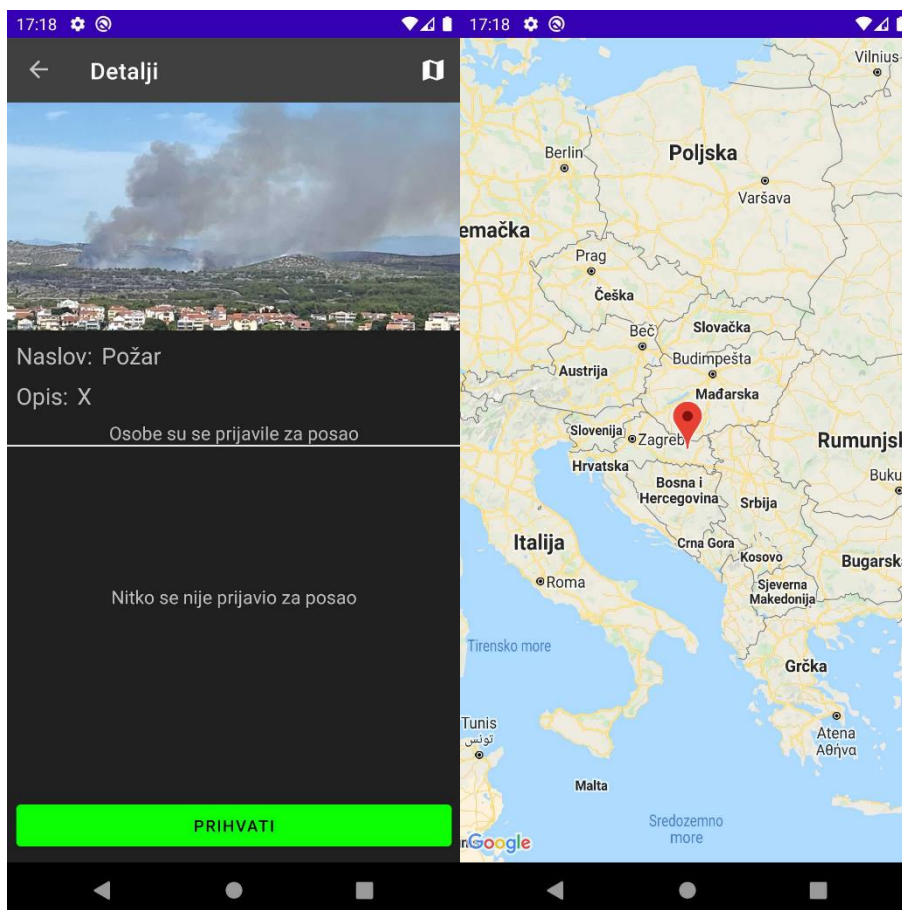 17:18
Detalji
Naslov: Požar
Opis: X
Osobe su se prijavile za posao
Nitko se nije prijavio za posao
PRIHVATI
17:18
Vilnius
Berlin
Poljska
Varšava
emačka
Prag
Češka
Beč
Slovačka
Budimpešta
Austrija
Mađarska
Slovenija
Zagreb
Rumunjsl
Hrvatska
Buku
Bosna i
Hercegovina
Srbija
Italija
Crna Gora
Kosovo
Bugarsk
Roma
Sjeverna
Makedonija
Tirensko more
Grčka
Tunis
تونس
Atena
Αθήνα
Malta
Sredozemno
more
Google